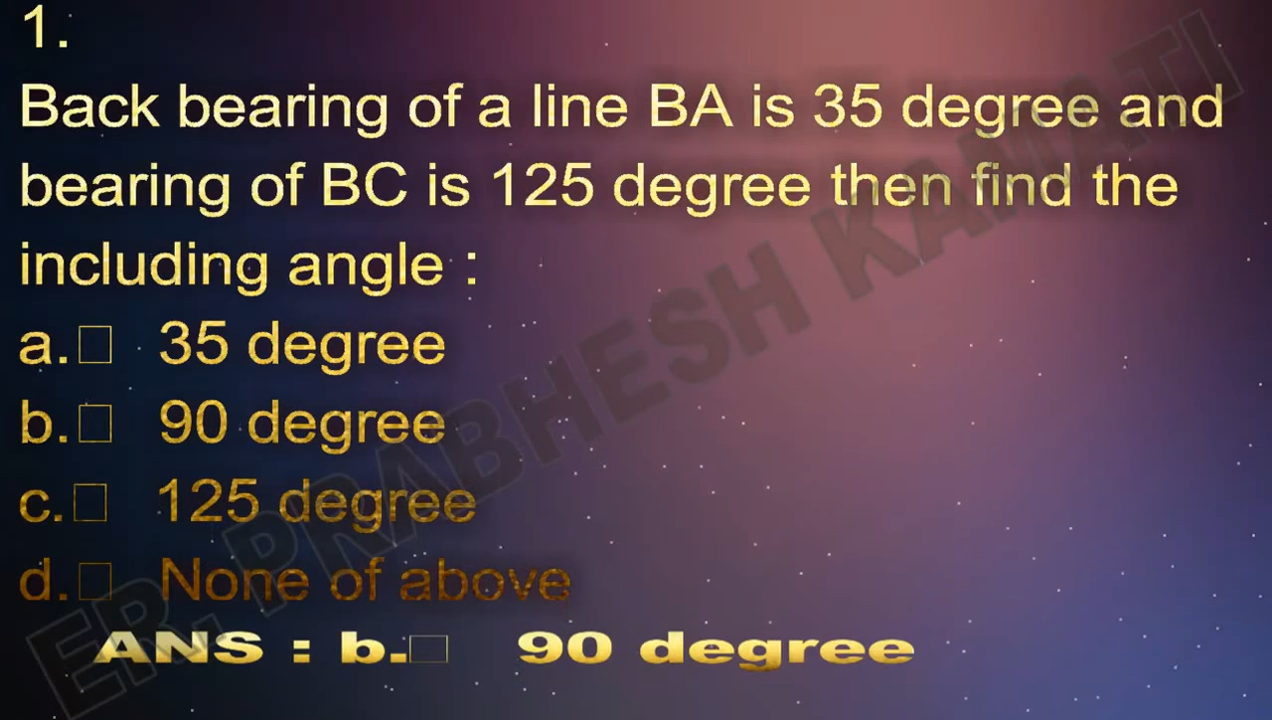 1.
Back bearing of a line BA is 35 degree and
bearing of BC is 125 degree then find the
including angle :
a.□ 35 degree
b.□ 90 degree
c.□ 125 degree
d.□ None of above
ANS : b.□ 90 degree
ER. PRABHESH KAMATI